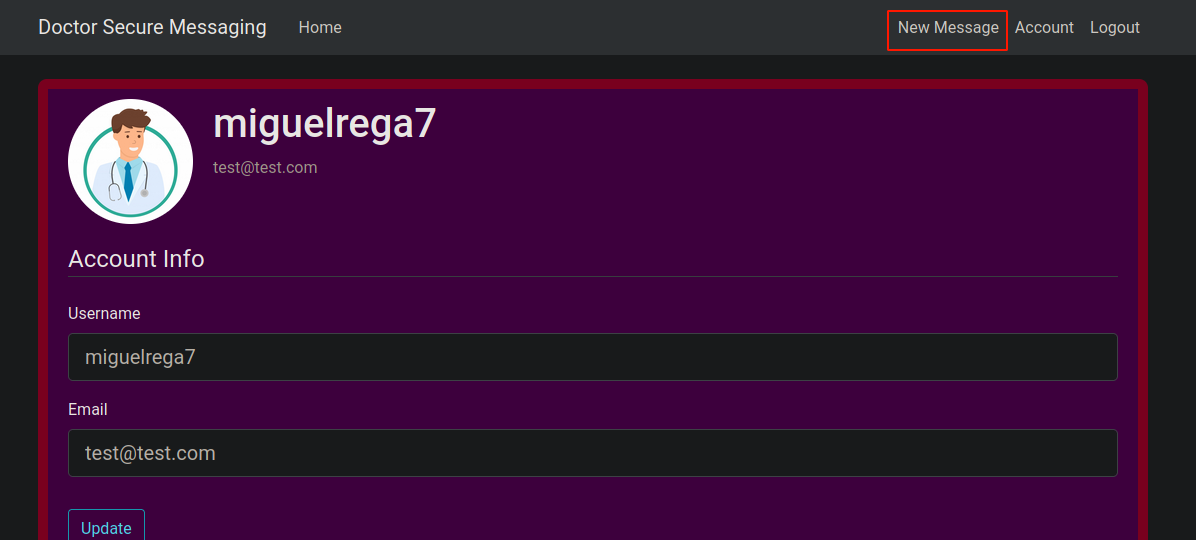 Doctor Secure Messaging Home New Message Account Logout
miguelrega7
test@test.com
Account Info
Username
miguelrega7
Email
test@test.com
Update